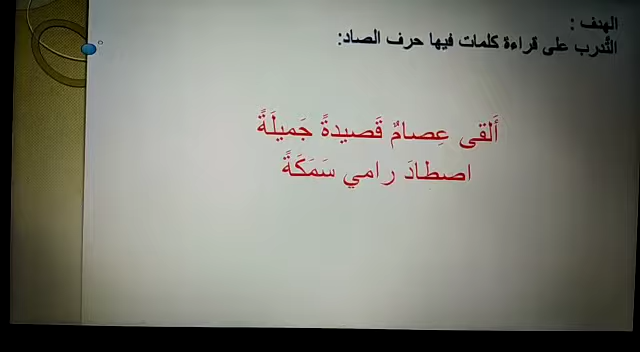 الهدف :
التدرب على قراءة كلمات فيها حرف الصاد:
أَلقى عِصامٌ قَصيدةً جَميلَةً
اصطادَ رامي سَمَكَةً